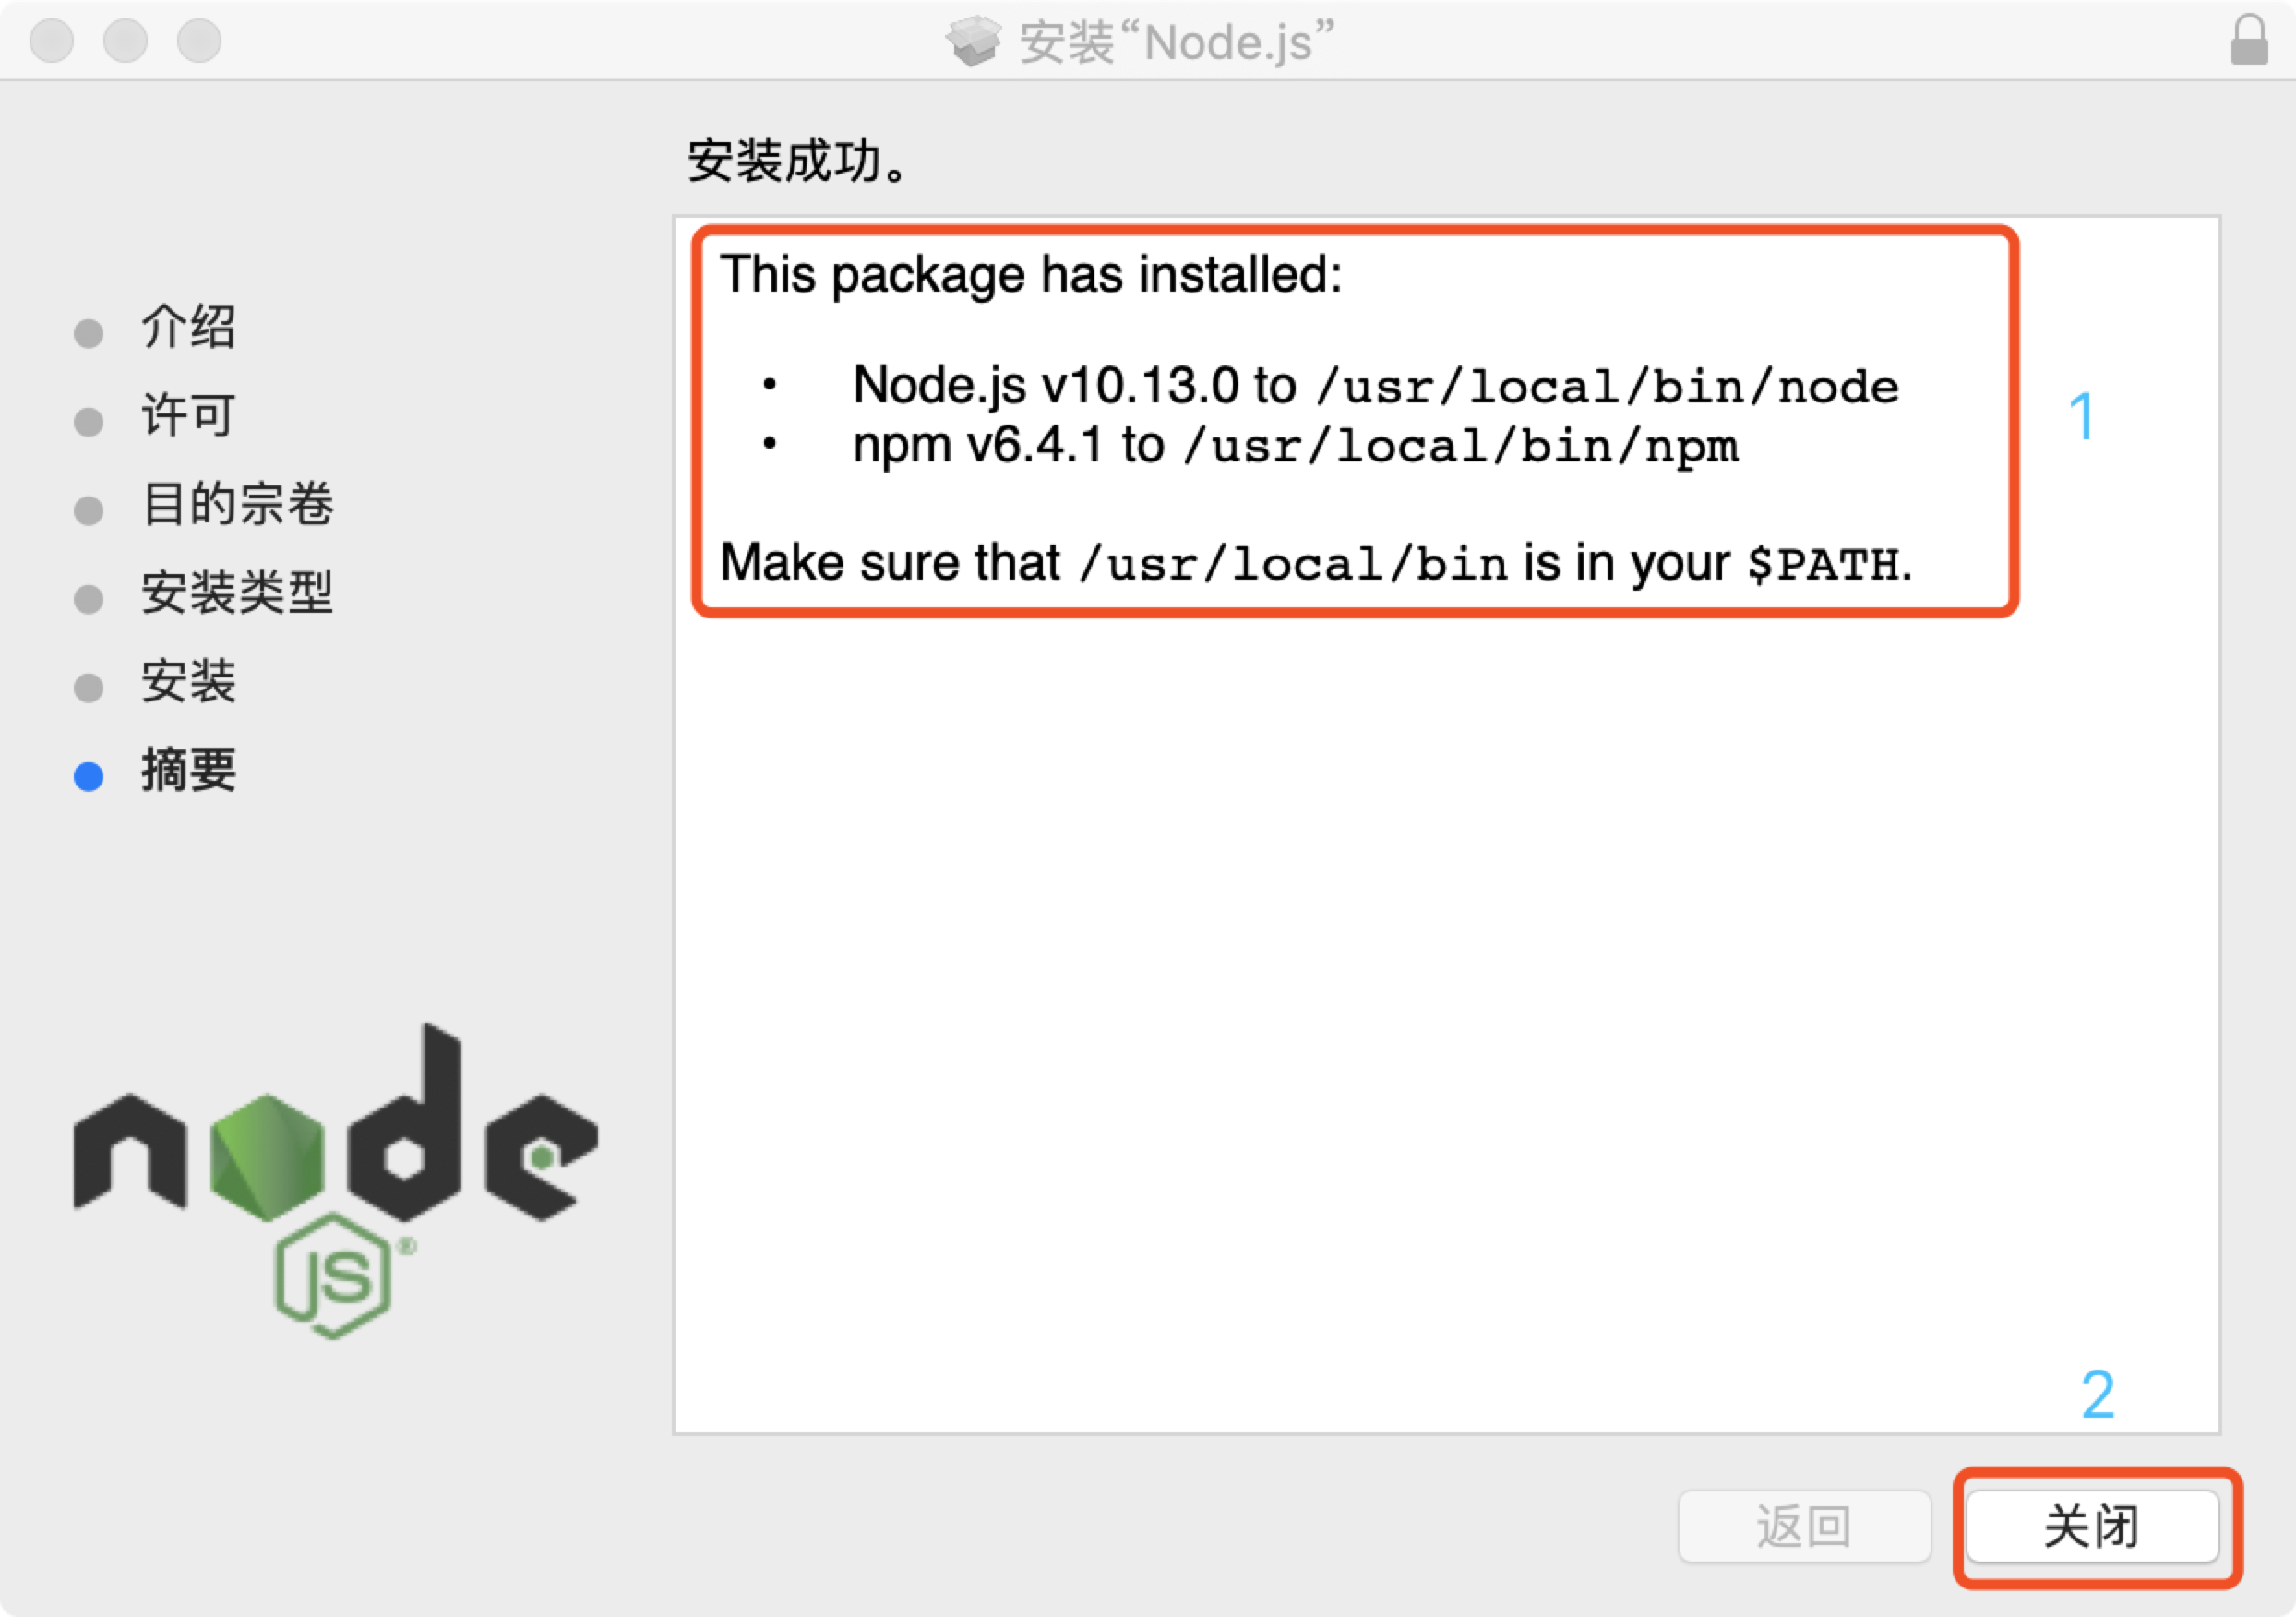 安装“Node.js”
安装成功。
介绍
许可
目的宗卷
安装类型
安装
摘要
This package has installed:
• Node.js v10.13.0 to /usr/local/bin/node
• npm v6.4.1 to /usr/local/bin/npm
Make sure that /usr/local/bin is in your $PATH.
1
node
JS®
2
返回
关闭